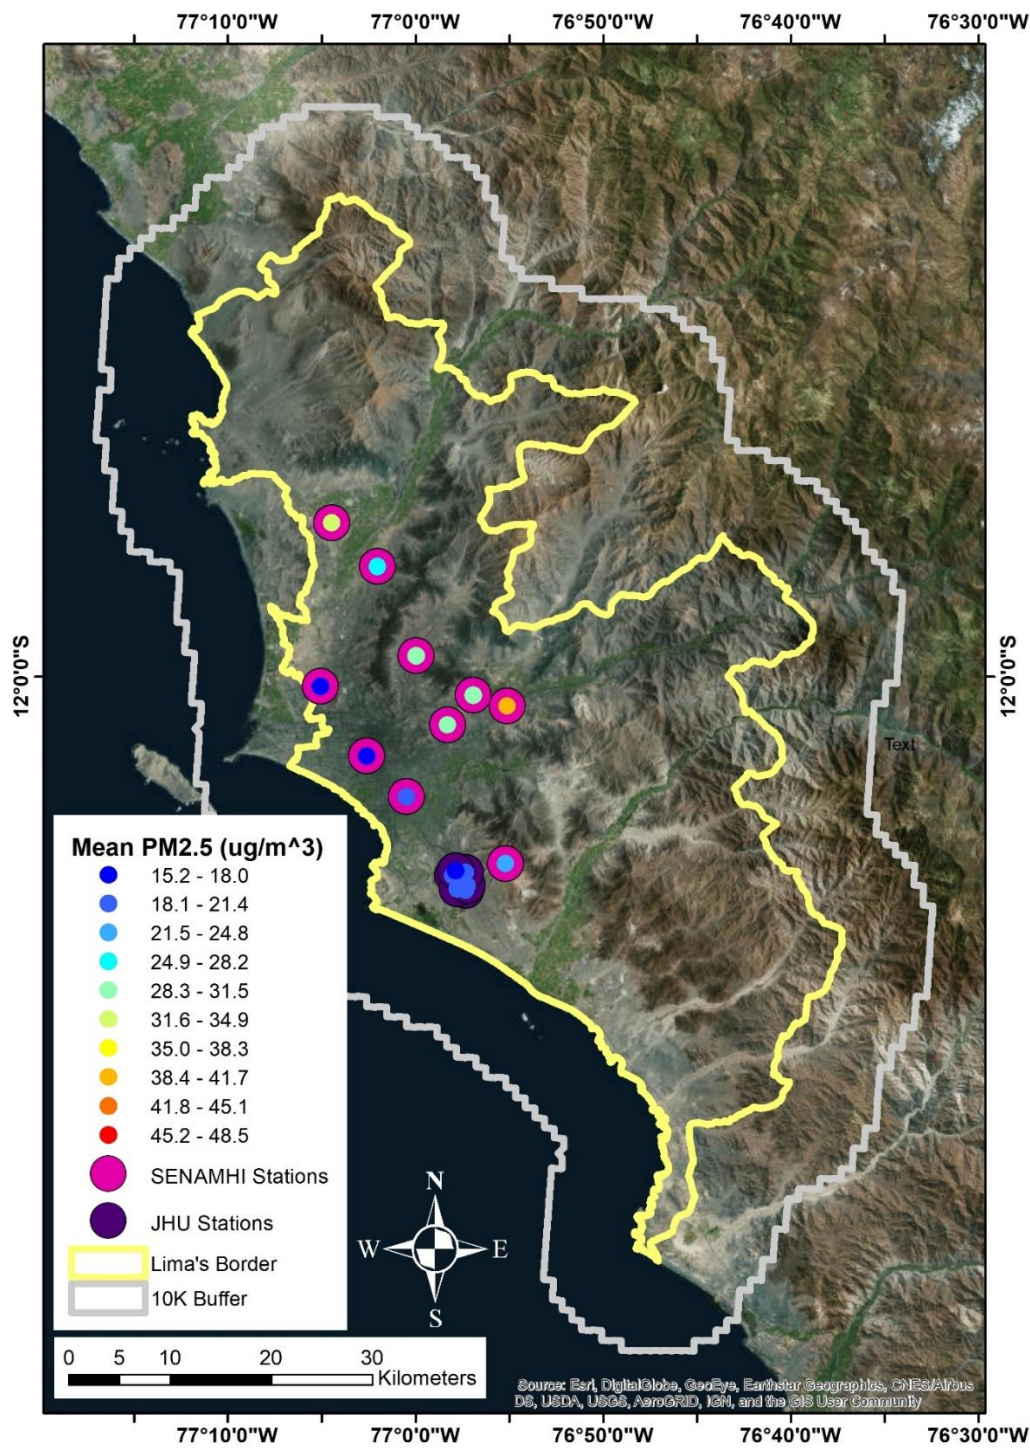 77°10'0"W 77°0'0"W 76°50'0"W 76°40'0"W 76°30'0"W
12°0'0"S 12°0'0"S
Text
Mean PM2.5 (ug/m^3)
15.2 - 18.0
18.1 - 21.4
21.5 - 24.8
24.9 - 28.2
28.3 - 31.5
31.6 - 34.9
35.0 - 38.3
38.4 - 41.7
41.8 - 45.1
45.2 - 48.5
SENAMHI Stations
JHU Stations
Lima's Border
10K Buffer
N
W E
S
0 5 10 20 30
Kilometers
Source: Esri, DigitalGlobe, GeoEye, Earthstar Geographics, CNES/Airbus
DS, USDA, USGS, AeroGRID, IGN, and the GIS User Community
77°10'0"W 77°0'0"W 76°50'0"W 76°40'0"W 76°30'0"W